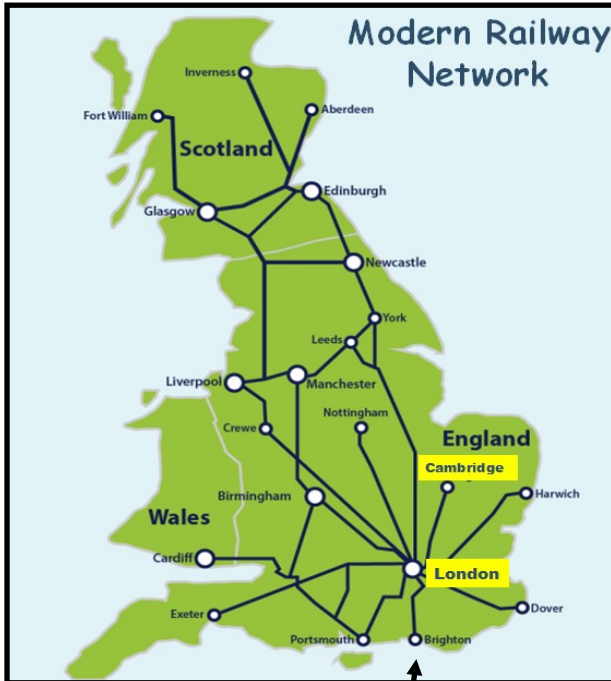 Modern Railway
Network
Inverness
Aberdeen
Fort William
Scotland
Edinburgh
Glasgow
Newcastle
York
Leeds
Liverpool
Manchester
Nottingham
Crewe
England
Cambridge
Birmingham
Harwich
Wales
Cardiff
London
Exeter
Dover
Portsmouth
Brighton